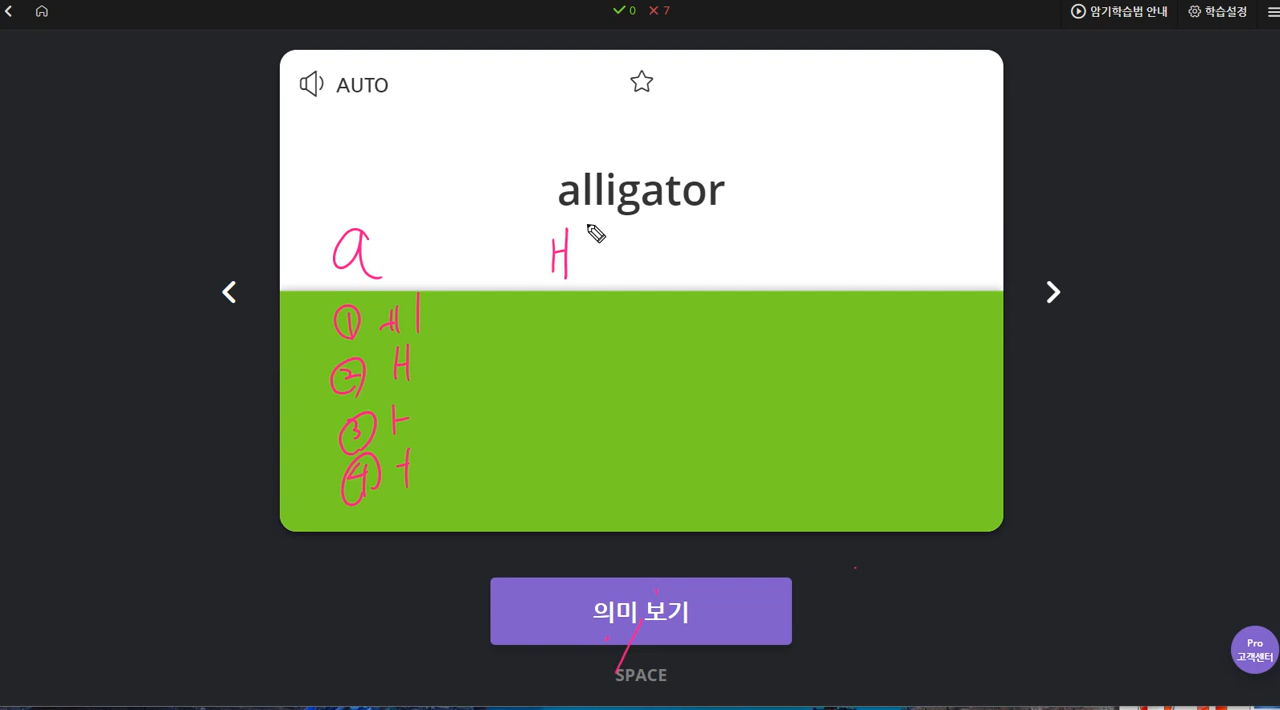 0 7 암기학습법 안내 학습설정
AUTO
alligator
a ㅐ
① ㅔㅣ
② ㅐ
③ ㅏ
④ ㅓ
의미 보기
SPACE
Pro
고객센터